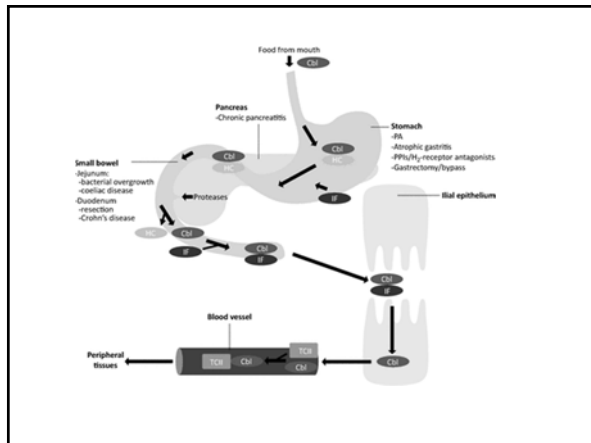 Food from mouth
Cbl
Pancreas
-Chronic pancreatitis
Stomach
-PA
-Atrophic gastritis
-PPIs/H₂-receptor antagonists
-Gastrectomy/bypass
Cbl
HC
Cbl
HC
IF
Small bowel
-Jejunum:
-bacterial overgrowth
-coeliac disease
-Duodenum
-resection
-Crohn's disease
Proteases
Ilial epithelium
HC
Cbl
IF
Cbl
IF
Cbl
IF
Blood vessel
Peripheral
tissues
TCII
Cbl
TCII
Cbl
Cbl